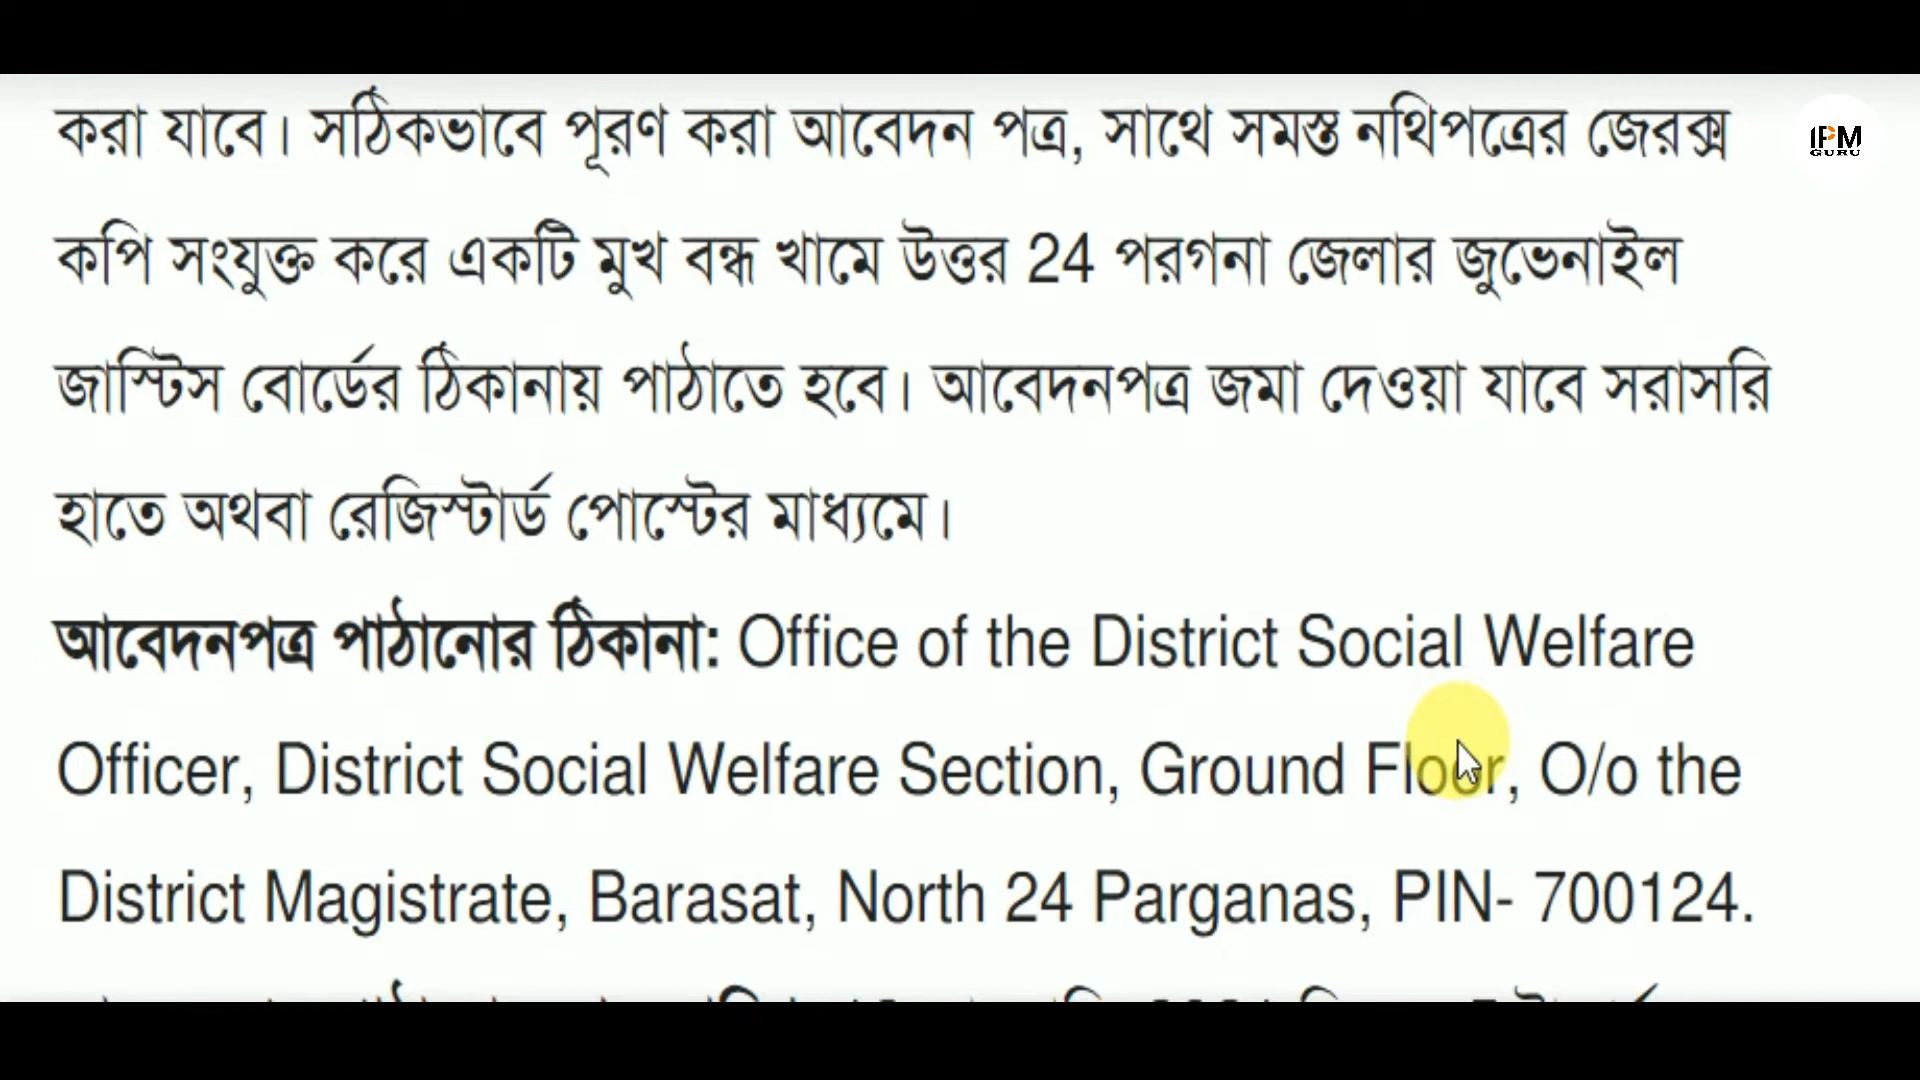 করা যাবে। সঠিকভাবে পূরণ করা আবেদন পত্র, সাথে সমস্ত নথিপত্রের জেরক্স
IPM
GURU
কপি সংযুক্ত করে একটি মুখ বন্ধ খামে উত্তর 24 পরগনা জেলার জুভেনাইল
জাস্টিস বোর্ডের ঠিকানায় পাঠাতে হবে। আবেদনপত্র জমা দেওয়া যাবে সরাসরি
হাতে অথবা রেজিস্টার্ড পোস্টের মাধ্যমে।
আবেদনপত্র পাঠানোর ঠিকানা: Office of the District Social Welfare
Officer, District Social Welfare Section, Ground Floor, O/o the
District Magistrate, Barasat, North 24 Parganas, PIN- 700124.